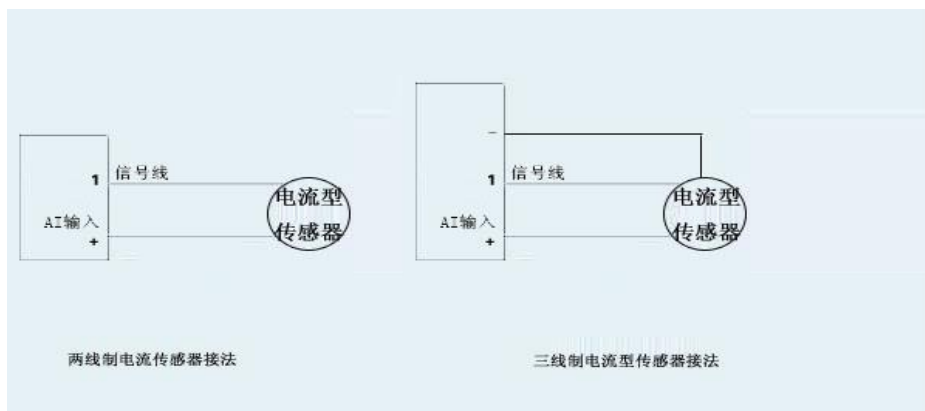 1
信号线
AI输入
+
电流型
传感器
两线制电流传感器接法
−
1
信号线
AI输入
+
电流型
传感器
三线制电流型传感器接法